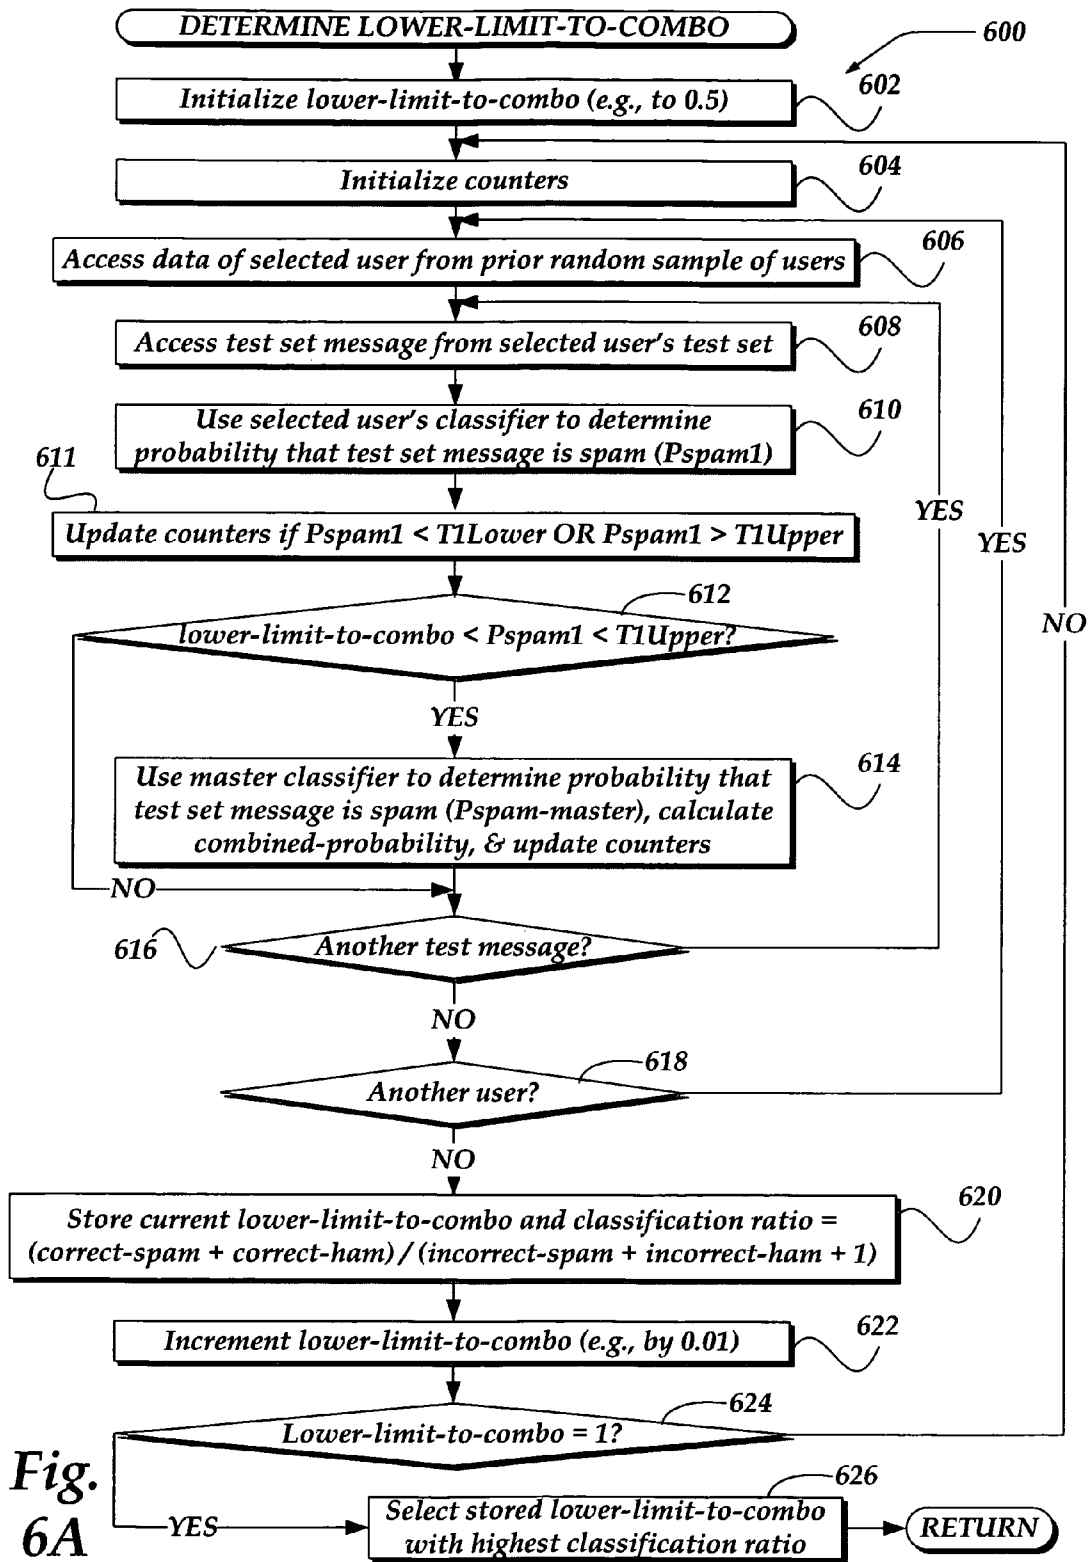 DETERMINE LOWER-LIMIT-TO-COMBO
600
Initialize lower-limit-to-combo (e.g., to 0.5)
602
Initialize counters
604
Access data of selected user from prior random sample of users
606
Access test set message from selected user's test set
608
Use selected user's classifier to determine
probability that test set message is spam (Pspam1)
610
611
Update counters if Pspam1 < T1Lower OR Pspam1 > T1Upper
YES
YES
612
lower-limit-to-combo < Pspam1 < T1Upper?
NO
YES
Use master classifier to determine probability that
test set message is spam (Pspam-master), calculate
combined-probability, & update counters
614
NO
616
Another test message?
NO
618
Another user?
NO
Store current lower-limit-to-combo and classification ratio =
(correct-spam + correct-ham) / (incorrect-spam + incorrect-ham + 1)
620
Increment lower-limit-to-combo (e.g., by 0.01)
622
624
Lower-limit-to-combo = 1?
626
YES
Select stored lower-limit-to-combo
with highest classification ratio
RETURN
Fig.
6A